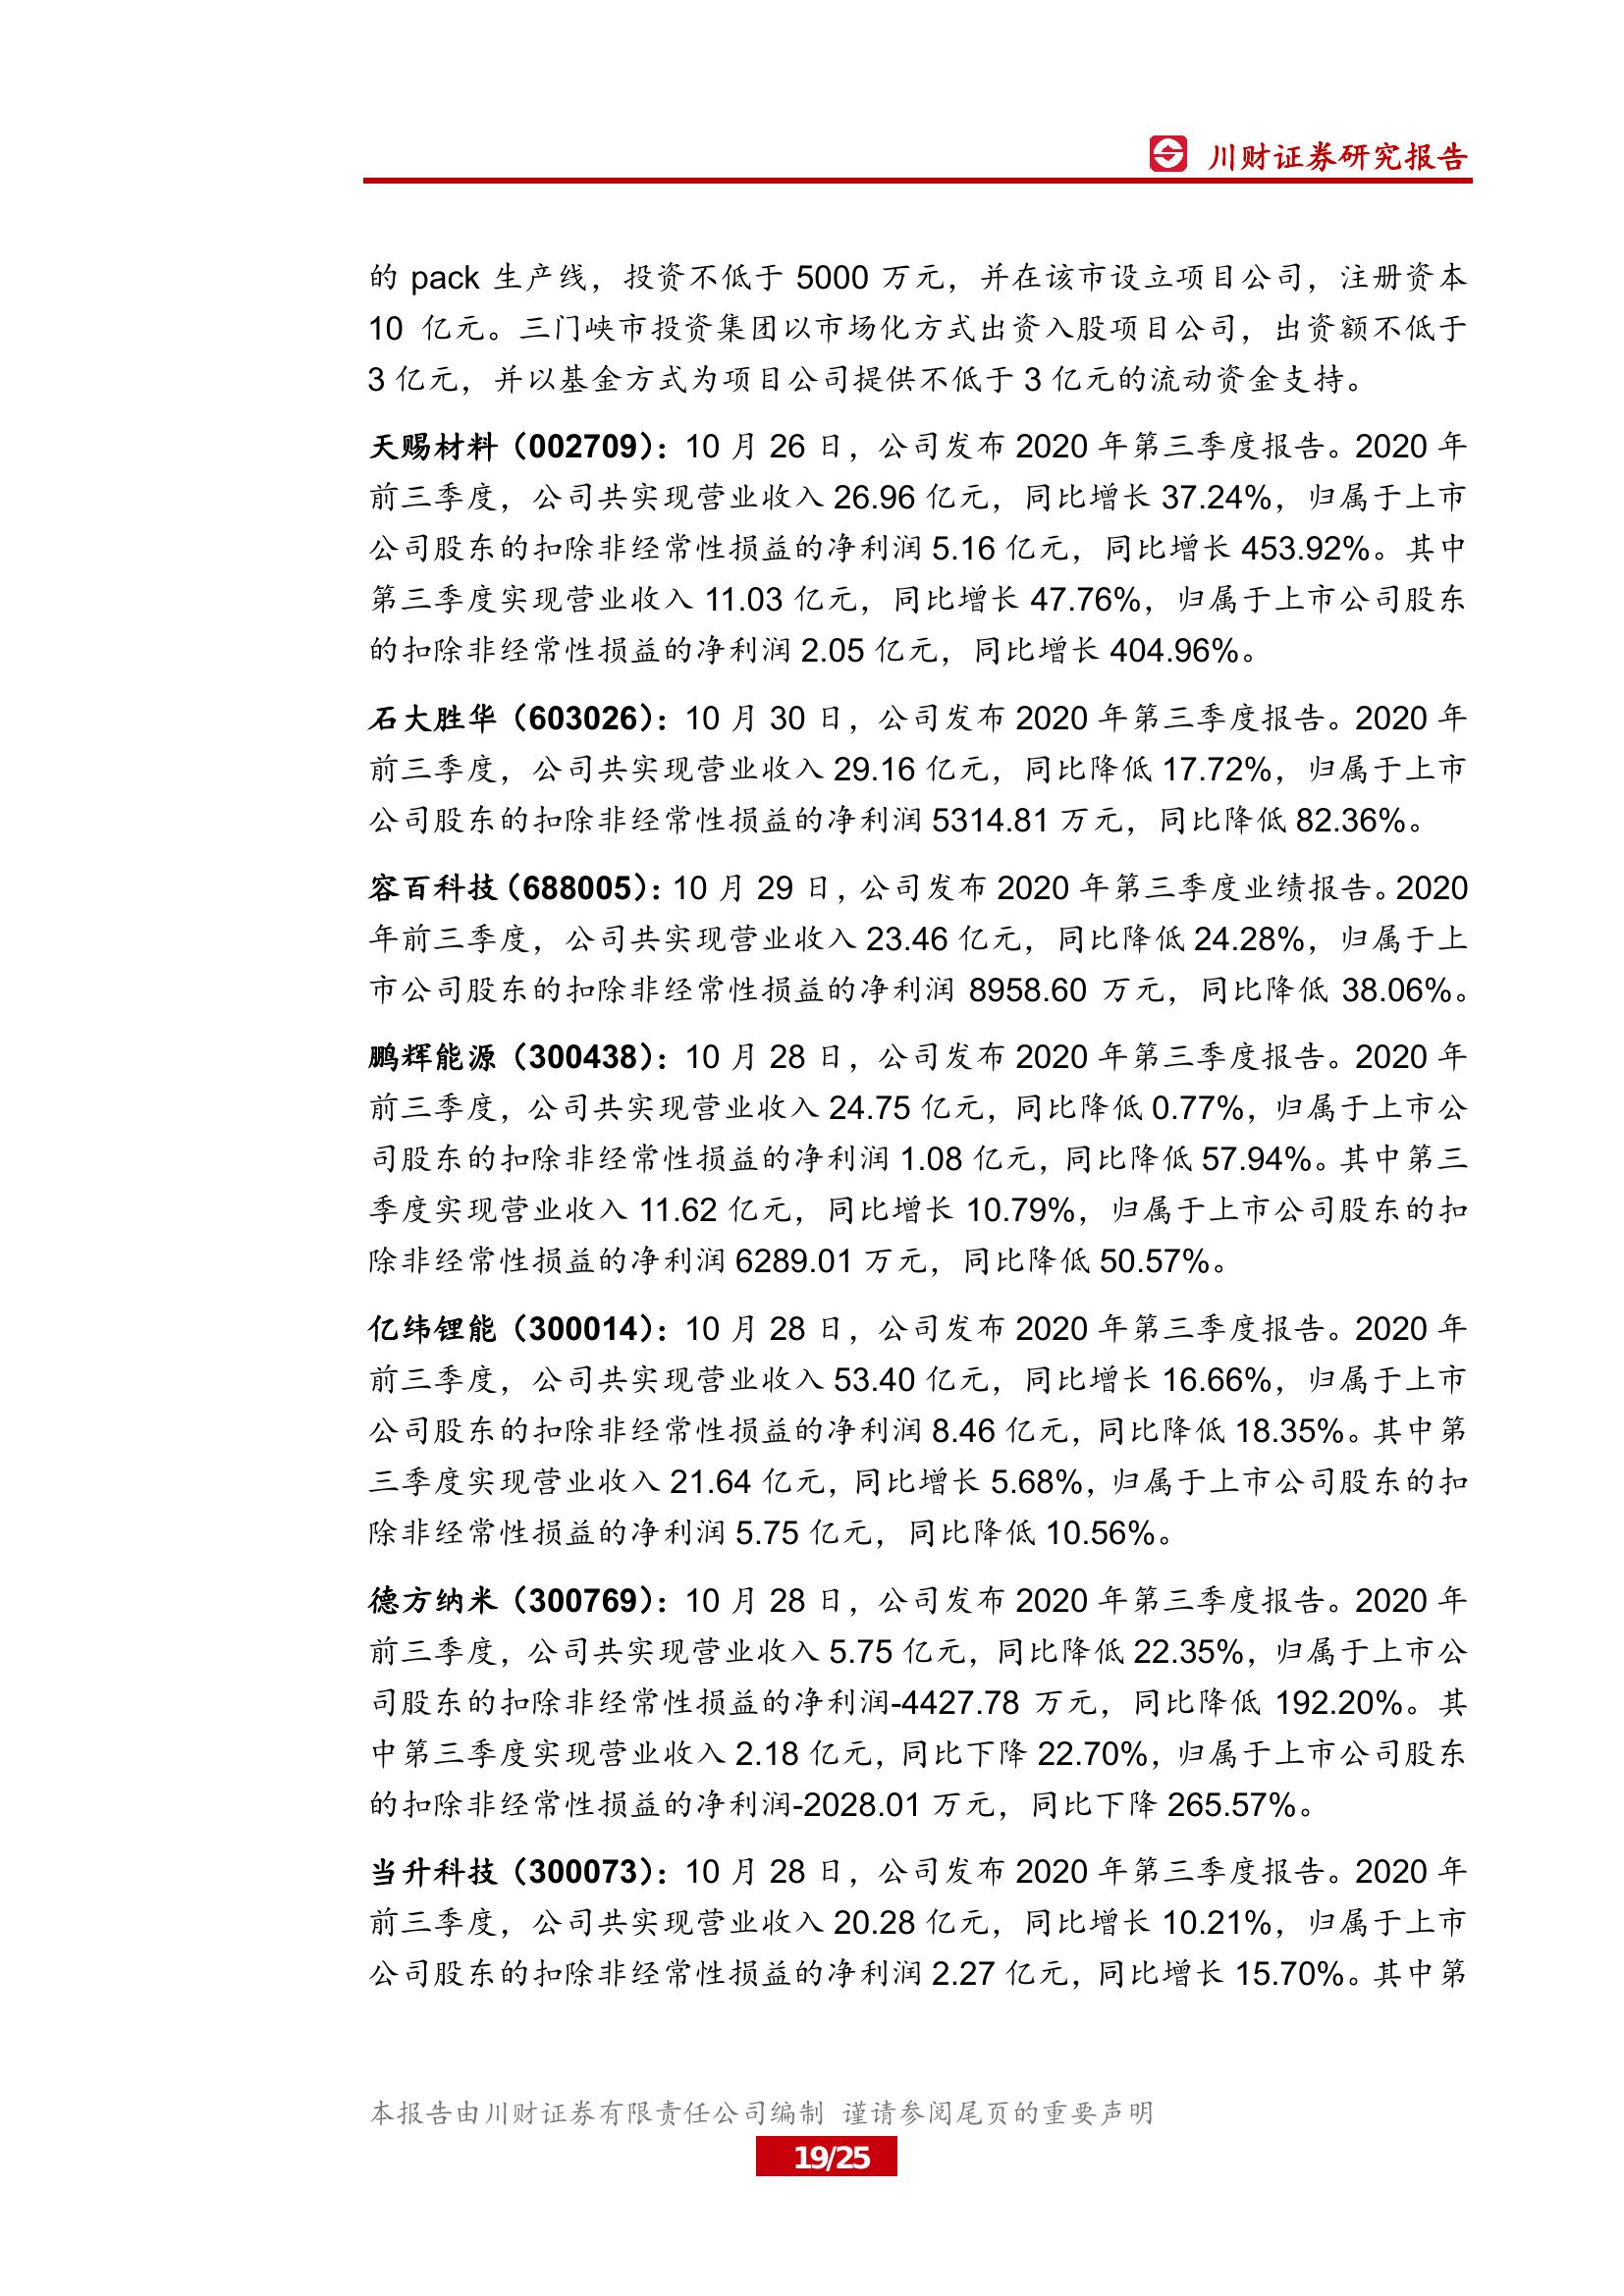 川财证券研究报告
的 pack 生产线，投资不低于 5000 万元，并在该市设立项目公司，注册资本
10 亿元。三门峡市投资集团以市场化方式出资入股项目公司，出资额不低于
3 亿元，并以基金方式为项目公司提供不低于 3 亿元的流动资金支持。
天赐材料（002709）：10 月 26 日，公司发布 2020 年第三季度报告。2020 年
前三季度，公司共实现营业收入 26.96 亿元，同比增长 37.24%，归属于上市
公司股东的扣除非经常性损益的净利润 5.16 亿元，同比增长 453.92%。其中
第三季度实现营业收入 11.03 亿元，同比增长 47.76%，归属于上市公司股东
的扣除非经常性损益的净利润 2.05 亿元，同比增长 404.96%。
石大胜华（603026）：10 月 30 日，公司发布 2020 年第三季度报告。2020 年
前三季度，公司共实现营业收入 29.16 亿元，同比降低 17.72%，归属于上市
公司股东的扣除非经常性损益的净利润 5314.81 万元，同比降低 82.36%。
容百科技（688005）：10 月 29 日，公司发布 2020 年第三季度业绩报告。2020
年前三季度，公司共实现营业收入 23.46 亿元，同比降低 24.28%，归属于上
市公司股东的扣除非经常性损益的净利润 8958.60 万元，同比降低 38.06%。
鹏辉能源（300438）：10 月 28 日，公司发布 2020 年第三季度报告。2020 年
前三季度，公司共实现营业收入 24.75 亿元，同比降低 0.77%，归属于上市公
司股东的扣除非经常性损益的净利润 1.08 亿元，同比降低 57.94%。其中第三
季度实现营业收入 11.62 亿元，同比增长 10.79%，归属于上市公司股东的扣
除非经常性损益的净利润 6289.01 万元，同比降低 50.57%。
亿纬锂能（300014）：10 月 28 日，公司发布 2020 年第三季度报告。2020 年
前三季度，公司共实现营业收入 53.40 亿元，同比增长 16.66%，归属于上市
公司股东的扣除非经常性损益的净利润 8.46 亿元，同比降低 18.35%。其中第
三季度实现营业收入 21.64 亿元，同比增长 5.68%，归属于上市公司股东的扣
除非经常性损益的净利润 5.75 亿元，同比降低 10.56%。
德方纳米（300769）：10 月 28 日，公司发布 2020 年第三季度报告。2020 年
前三季度，公司共实现营业收入 5.75 亿元，同比降低 22.35%，归属于上市公
司股东的扣除非经常性损益的净利润-4427.78 万元，同比降低 192.20%。其
中第三季度实现营业收入 2.18 亿元，同比下降 22.70%，归属于上市公司股东
的扣除非经常性损益的净利润-2028.01 万元，同比下降 265.57%。
当升科技（300073）：10 月 28 日，公司发布 2020 年第三季度报告。2020 年
前三季度，公司共实现营业收入 20.28 亿元，同比增长 10.21%，归属于上市
公司股东的扣除非经常性损益的净利润 2.27 亿元，同比增长 15.70%。其中第
本报告由川财证券有限责任公司编制 谨请参阅尾页的重要声明
19/25